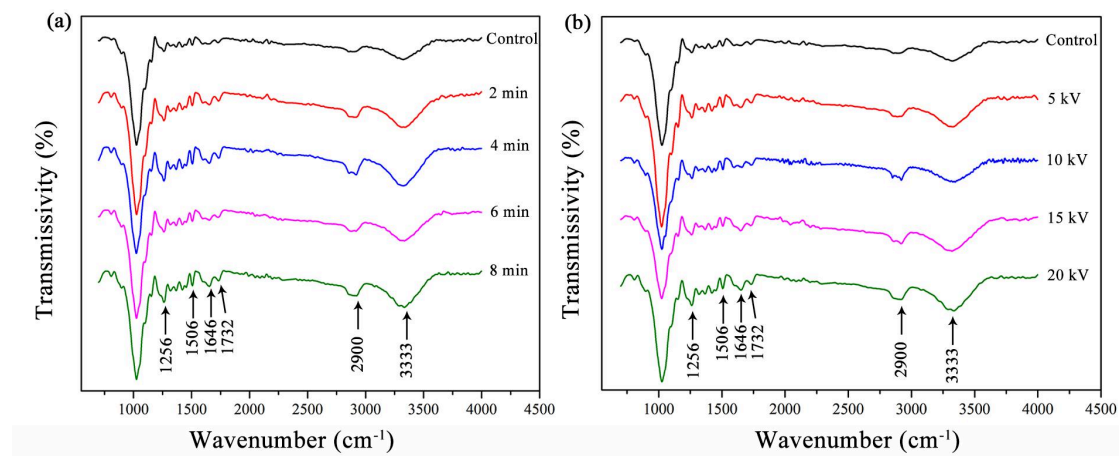 (a)
Control
2 min
4 min
6 min
8 min
1256
1506
1646
1732
2900
3333
Transmissivity (%)
1000 1500 2000 2500 3000 3500 4000 4500
Wavenumber (cm⁻¹)
(b)
Control
5 kV
10 kV
15 kV
20 kV
1256
1506
1646
1732
2900
3333
Transmissivity (%)
1000 1500 2000 2500 3000 3500 4000 4500
Wavenumber (cm⁻¹)